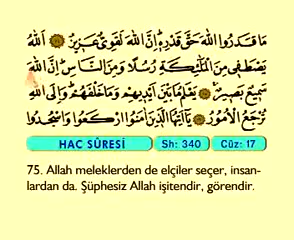 مَا قَدَرُوا اللّٰهَ حَقَّ قَدْرِهٖ اِنَّ اللّٰهَ لَقَوِيٌّ عَزِيزٌ ۞ اَللّٰهُ
يَصْطَفٖي مِنَ الْمَلٰٓئِكَةِ رُسُلًا وَمِنَ النَّاسِ اِنَّ اللّٰهَ
سَمٖيعٌ بَصٖيرٌ ۞ يَعْلَمُ مَا بَيْنَ اَيْدٖيهِمْ وَمَا خَلْفَهُمْ وَاِلَى اللّٰهِ
تُرْجَعُ الْاُمُورُ ۞ يَٓا اَيُّهَا الَّذٖينَ اٰمَنُوا ارْكَعُوا وَاسْجُدُوا
HAC SÛRESİ Sh: 340 Cüz: 17
75. Allah meleklerden de elçiler seçer, insan-
lardan da. Şüphesiz Allah işitendir, görendir.